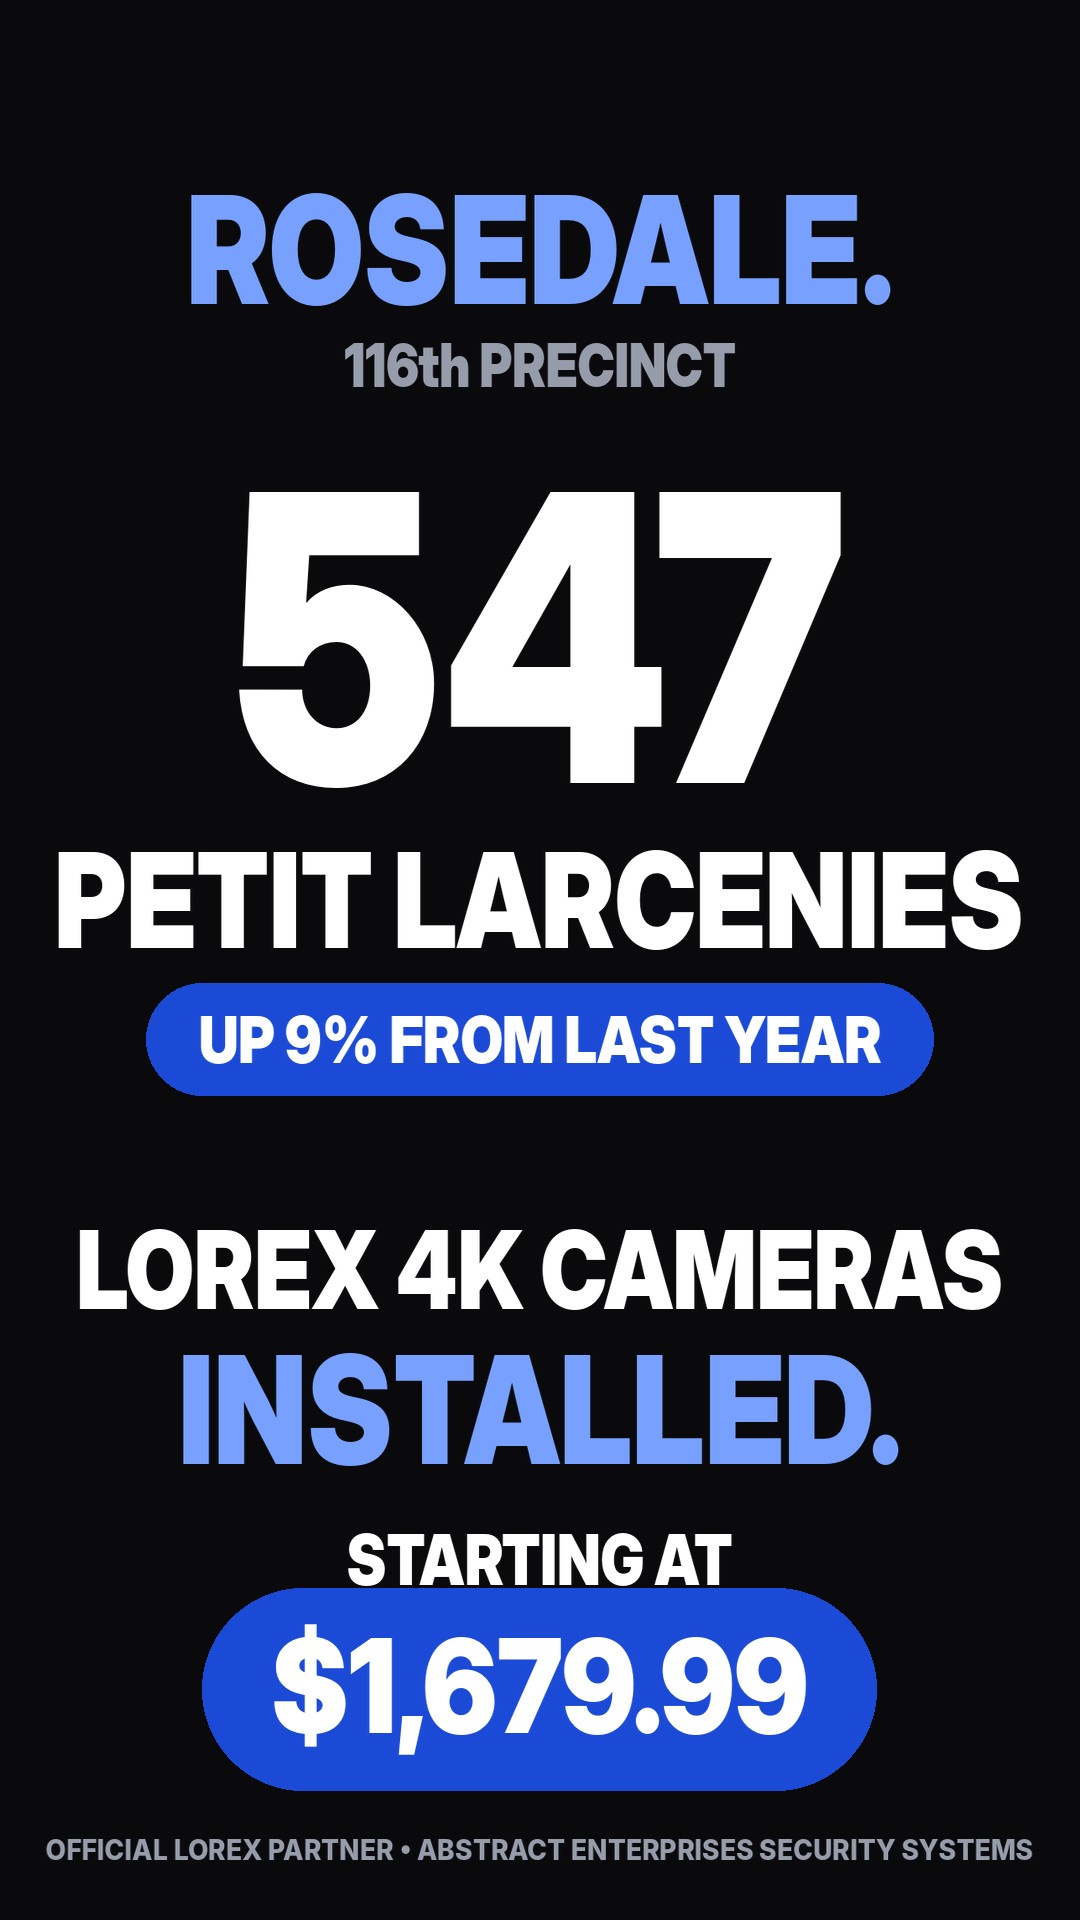 ROSEDALE.
116th PRECINCT
547
PETIT LARCENIES
UP 9% FROM LAST YEAR
LOREX 4K CAMERAS
INSTALLED.
STARTING AT
$1,679.99
OFFICIAL LOREX PARTNER • ABSTRACT ENTERPRISES SECURITY SYSTEMS